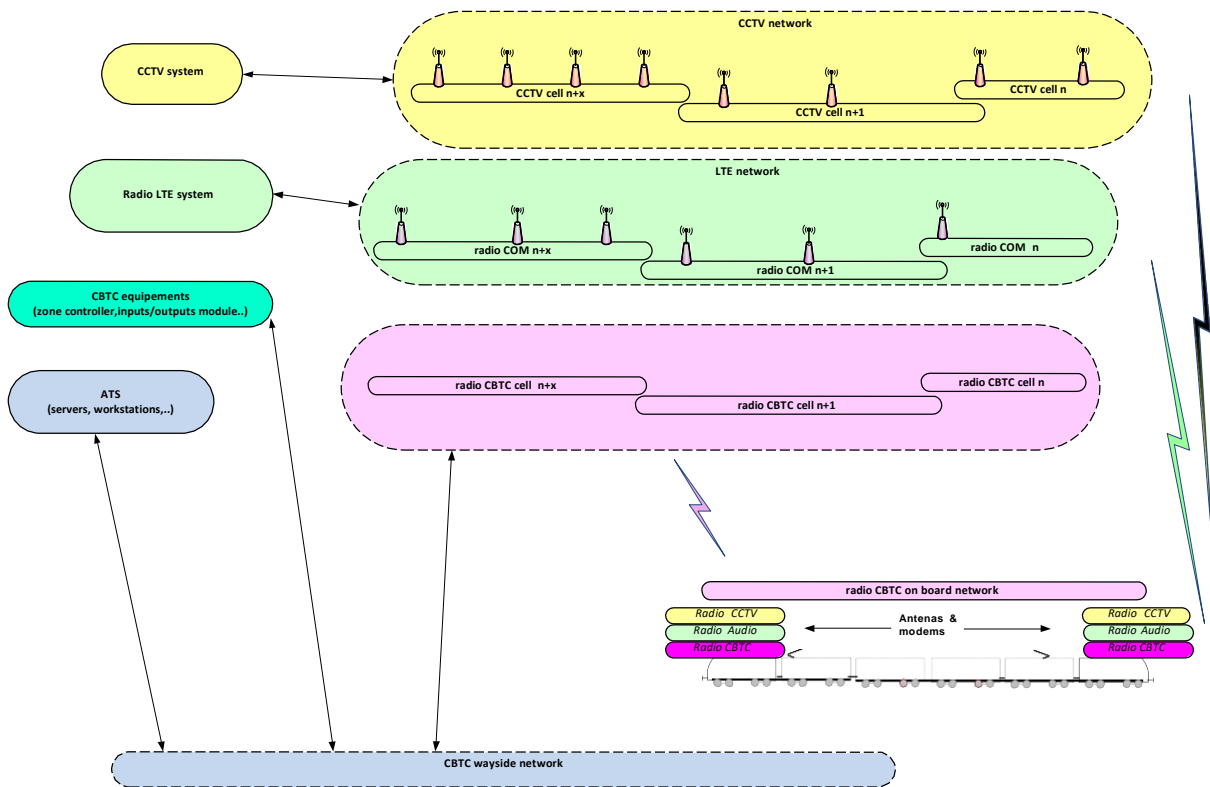 CCTV network
CCTV system
CCTV cell n+x
CCTV cell n+1
CCTV cell n
LTE network
Radio LTE system
radio COM n+x
radio COM n+1
radio COM n
CBTC equipements
(zone controller,inputs/outputs module..)
ATS
(servers, workstations,..)
radio CBTC cell n+x
radio CBTC cell n+1
radio CBTC cell n
radio CBTC on board network
Radio CCTV
Radio Audio
Radio CBTC
Antenas &
modems
Radio CCTV
Radio Audio
Radio CBTC
CBTC wayside network